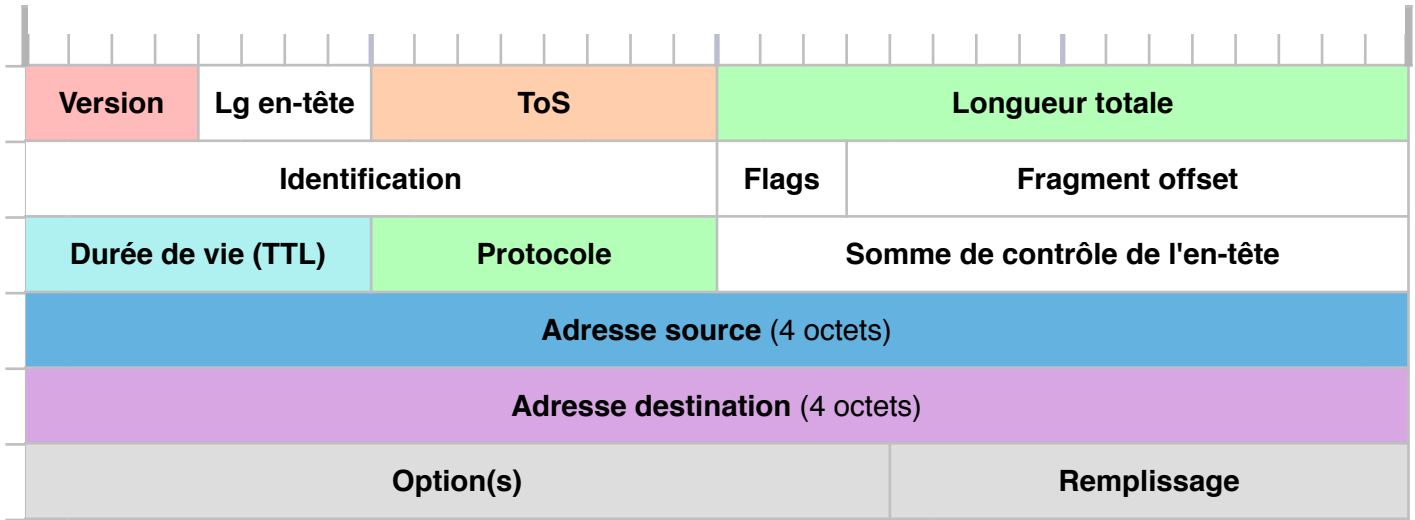 Version Lg en-tête ToS Longueur totale
Identification Flags Fragment offset
Durée de vie (TTL) Protocole Somme de contrôle de l'en-tête
Adresse source (4 octets)
Adresse destination (4 octets)
Option(s) Remplissage